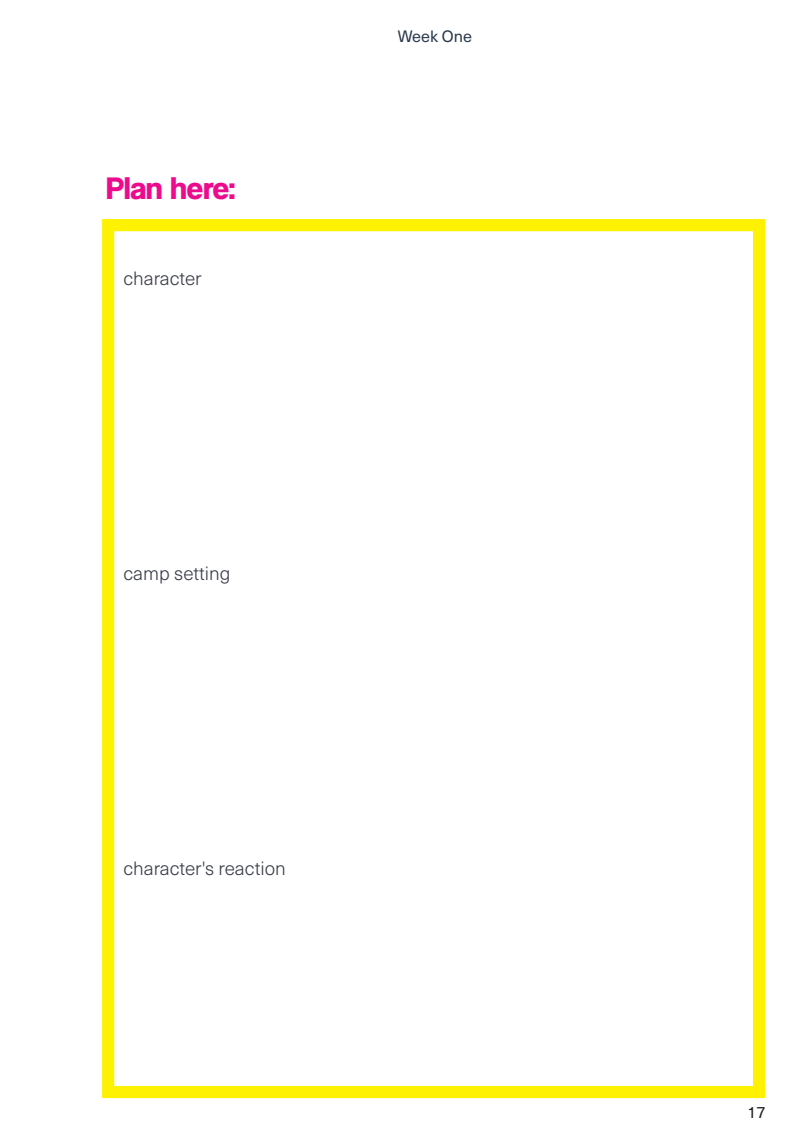 Week One
Plan here:
character
camp setting
character's reaction
17